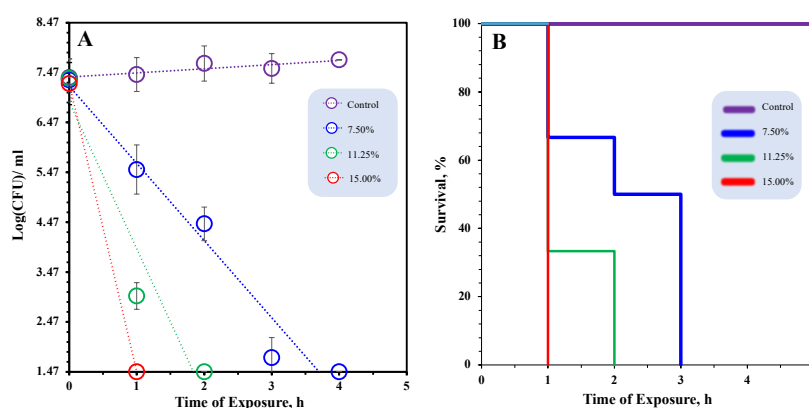 A
Log(CFU)/ ml
8.47
7.47
6.47
5.47
4.47
3.47
2.47
1.47
0 1 2 3 4 5
Time of Exposure, h
Control
7.50%
11.25%
15.00%
B
Survival, %
100
80
60
40
20
0
0 1 2 3 4
Time of Exposure, h
Control
7.50%
11.25%
15.00%